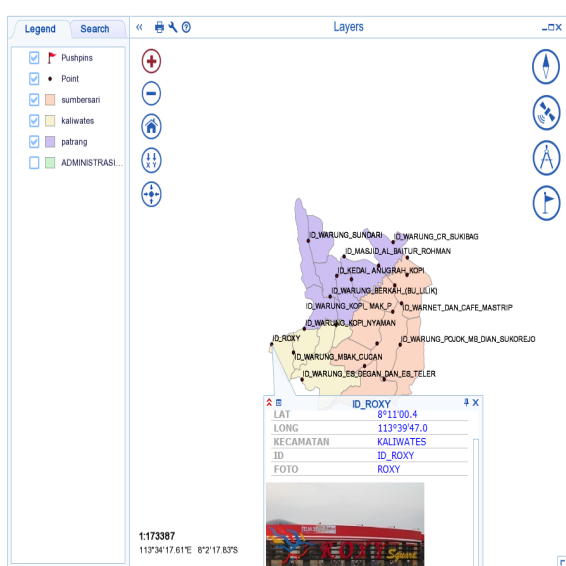 Legend Search
Layers
Pushpins
Point
sumbersari
kaliwates
patrang
ADMINISTRASI...
X Y
ID_WARUNG_SUNDARI
ID_WARUNG_CR_SUKIBAG
ID_MASJID_AL_BAITUR_ROHMAN
ID_KEDAI_ANUGRAH_KOPI
ID_WARUNG_BERKAH_(BU_LILIK)
ID_WARUNG_KOPI_MAK_P
ID_WARNET_DAN_CAFE_MASTRIP
ID_WARUNG_KOPI_NYAMAN
ID_ROXY
ID_WARUNG_POJOK_MB_DIAN_SUKOREJO
ID_WARUNG_MBAK_CUCAN
ID_WARUNG_ES_DEGAN_DAN_ES_TELER
ID_ROXY
LAT 8°11'00.4
LONG 113°39'47.0
KECAMATAN KALIWATES
ID ID_ROXY
FOTO ROXY
ROXY Square
1:173387
113°34'17.61"E 8°2'17.83"S